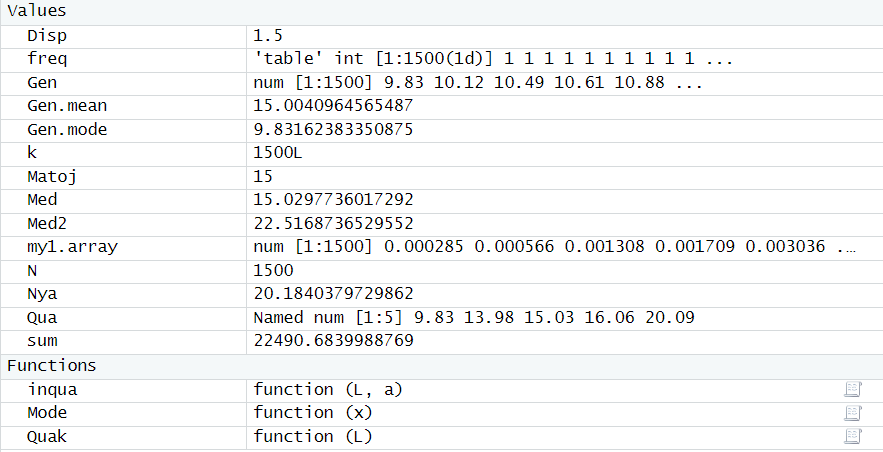 Values
Disp 1.5
freq 'table' int [1:1500(1d)] 1 1 1 1 1 1 1 1 1 1 ...
Gen num [1:1500] 9.83 10.12 10.49 10.61 10.88 ...
Gen.mean 15.0040964565487
Gen.mode 9.83162383350875
k 1500L
Matoj 15
Med 15.0297736017292
Med2 22.5168736529552
my1.array num [1:1500] 0.000285 0.000566 0.001308 0.001709 0.003036 ...
N 1500
Nya 20.1840379729862
Qua Named num [1:5] 9.83 13.98 15.03 16.06 20.09
sum 22490.6839988769
Functions
inqua function (L, a)
Mode function (x)
Quak function (L)